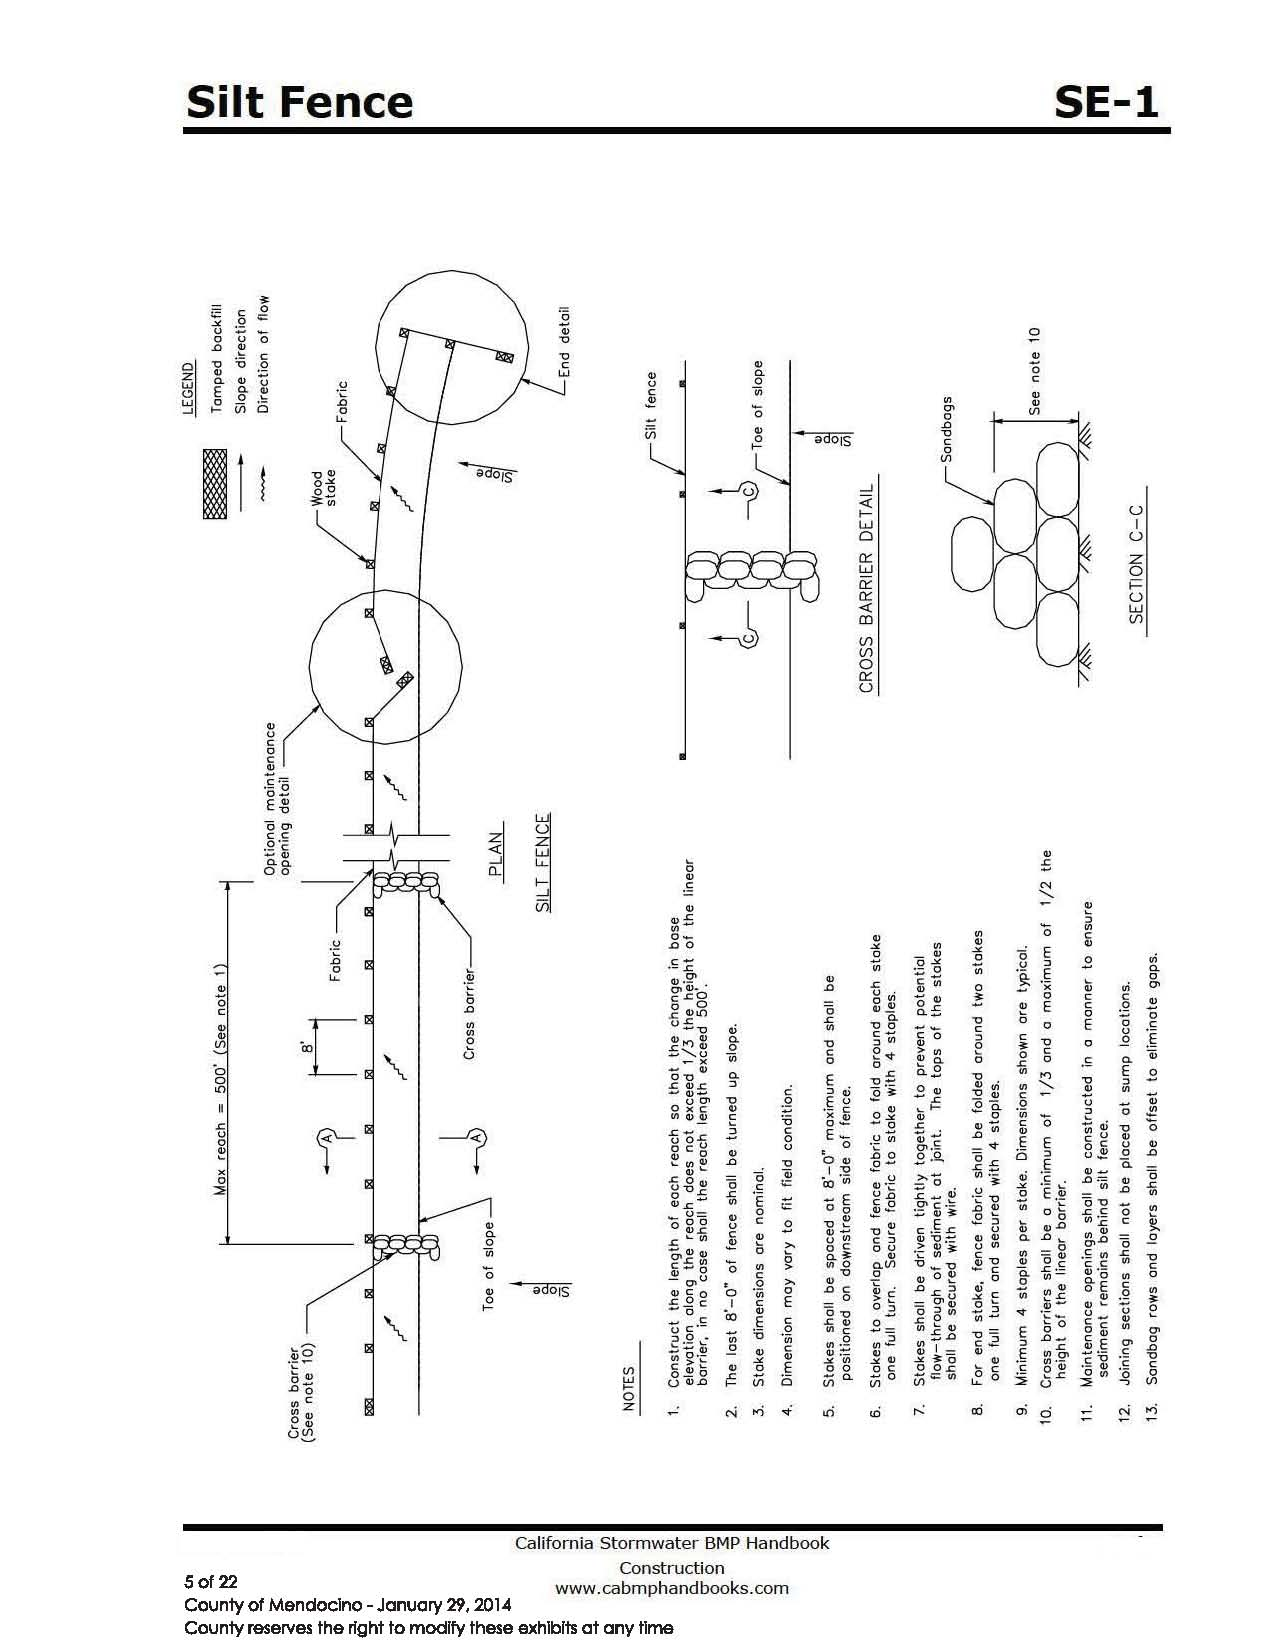 Silt Fence SE-1
LEGEND
Tamped backfill
Slope direction
Direction of flow
Max reach = 500' (See note 1)
Optional maintenance
opening detail
Wood
stake
Fabric
End detail
Slope
Cross barrier
(See note 10)
8'
Fabric
A
A
Cross barrier
Toe of slope
Slope
PLAN
SILT FENCE
Silt fence
Toe of slope
Slope
C
C
CROSS BARRIER DETAIL
Sandbags
See note 10
SECTION C-C
NOTES
1. Construct the length of each reach so that the change in base
elevation along the reach does not exceed 1/3 the height of the linear
barrier, in no case shall the reach length exceed 500'.
2. The last 8'-0" of fence shall be turned up slope.
3. Stake dimensions are nominal.
4. Dimension may vary to fit field condition.
5. Stakes shall be spaced at 8'-0" maximum and shall be
positioned on downstream side of fence.
6. Stakes to overlap and fence fabric to fold around each stake
one full turn. Secure fabric to stake with 4 staples.
7. Stakes shall be driven tightly together to prevent potential
flow-through of sediment at joint. The tops of the stakes
shall be secured with wire.
8. For end stake, fence fabric shall be folded around two stakes
one full turn and secured with 4 staples.
9. Minimum 4 staples per stake. Dimensions shown are typical.
10. Cross barriers shall be a minimum of 1/3 and a maximum of 1/2 the
height of the linear barrier.
11. Maintenance openings shall be constructed in a manner to ensure
sediment remains behind silt fence.
12. Joining sections shall not be placed at sump locations.
13. Sandbag rows and layers shall be offset to eliminate gaps.
California Stormwater BMP Handbook
Construction
www.cabmphandbooks.com
5 of 22
County of Mendocino - January 29, 2014
County reserves the right to modify these exhibits at any time